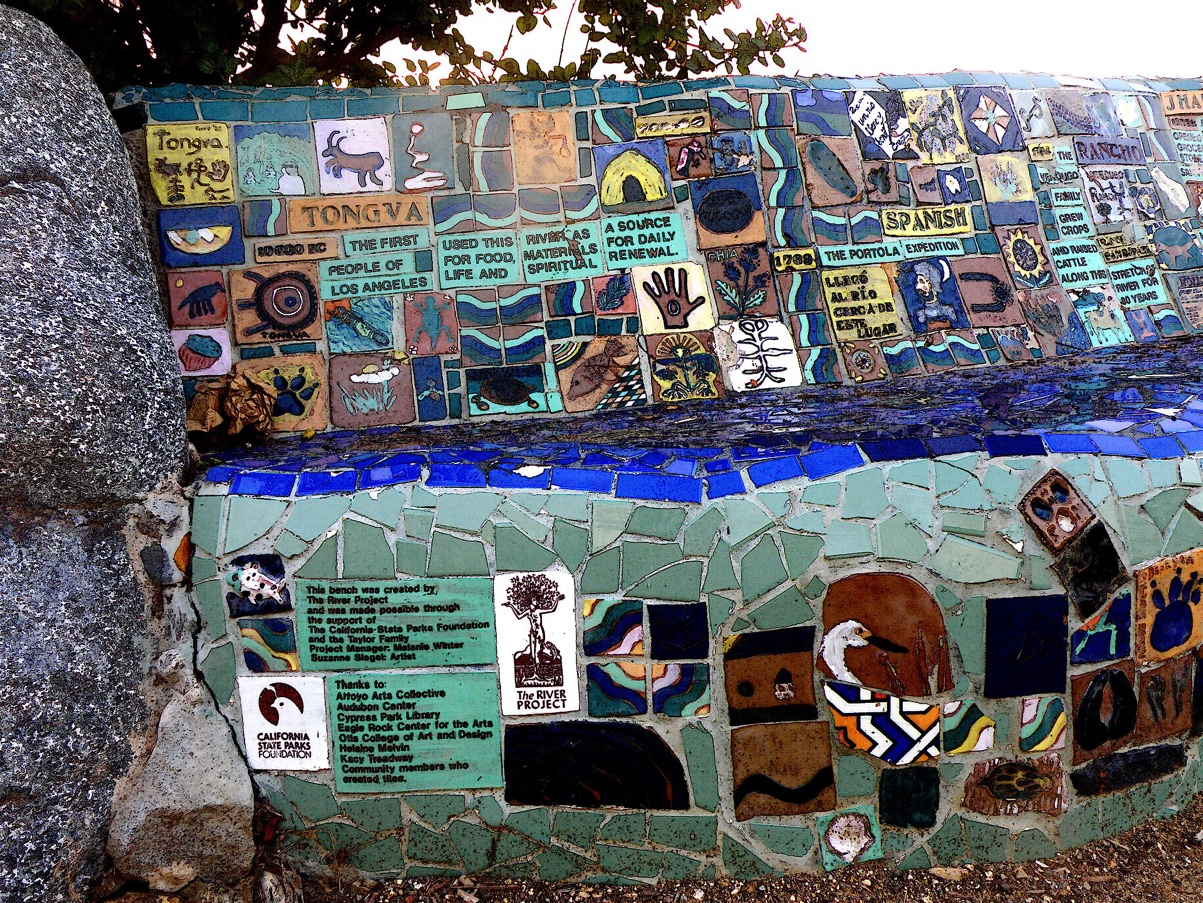 Tongva
TONGVA
10000 BC
THE FIRST
PEOPLE OF
LOS ANGELES
USED THIS
FOR FOOD,
LIFE AND
RIVER AS
MATERIALS
SPIRITUAL
A SOURCE
FOR DAILY
RENEWAL
TONGVA
CHIA
1769
SPANISH
THE PORTOLA EXPEDITION
LLEGÓ
AL RÍO
CERCA DE
ESTE
LUGAR
THE
RANCHO
FAMILY
GREW
CROPS
AND RAISED
CATTLE
ALONG THIS
STRETCH OF
RIVER FOR
40 YEARS
This bench was created by
The River Project
and was made possible through
the support of
The California State Parks Foundation
and the Taylor Family
Project Manager: Melanie Winter
Suzanne Siegel: Artist
The RIVER
PROJECT
CALIFORNIA
STATE PARKS
FOUNDATION
Thanks to:
Arroyo Arts Collective
Audubon Center
Cypress Park Library
Eagle Rock Center for the Arts
Otis College of Art and Design
Helaine Melvin
Kacy Treadway
Community members who
created tiles.